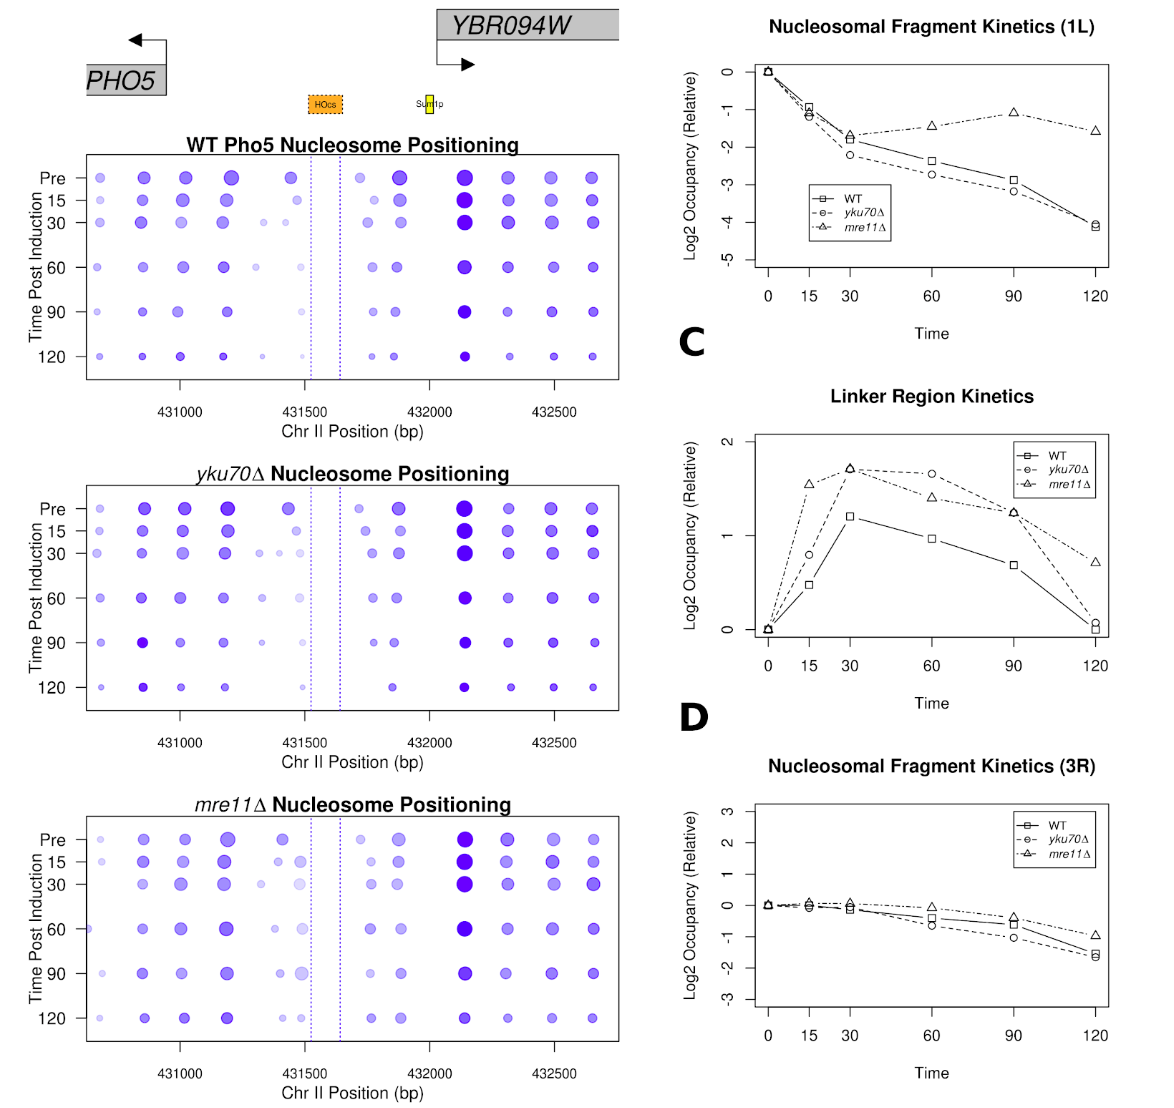 YBR094W
PHO5
HOcs
Sum1p
WT Pho5 Nucleosome Positioning
Time Post Induction
Pre
15
30
60
90
120
431000 431500 432000 432500
Chr II Position (bp)
yku70Δ Nucleosome Positioning
Time Post Induction
Pre
15
30
60
90
120
431000 431500 432000 432500
Chr II Position (bp)
mre11Δ Nucleosome Positioning
Time Post Induction
Pre
15
30
60
90
120
431000 431500 432000 432500
Chr II Position (bp)
Nucleosomal Fragment Kinetics (1L)
Log2 Occupancy (Relative)
0
-1
-2
-3
-4
-5
WT
yku70Δ
mre11Δ
0 15 30 60 90 120
Time
C
Linker Region Kinetics
Log2 Occupancy (Relative)
2
1
0
WT
yku70Δ
mre11Δ
0 15 30 60 90 120
Time
D
Nucleosomal Fragment Kinetics (3R)
Log2 Occupancy (Relative)
3
2
1
0
-1
-2
-3
WT
yku70Δ
mre11Δ
0 15 30 60 90 120
Time